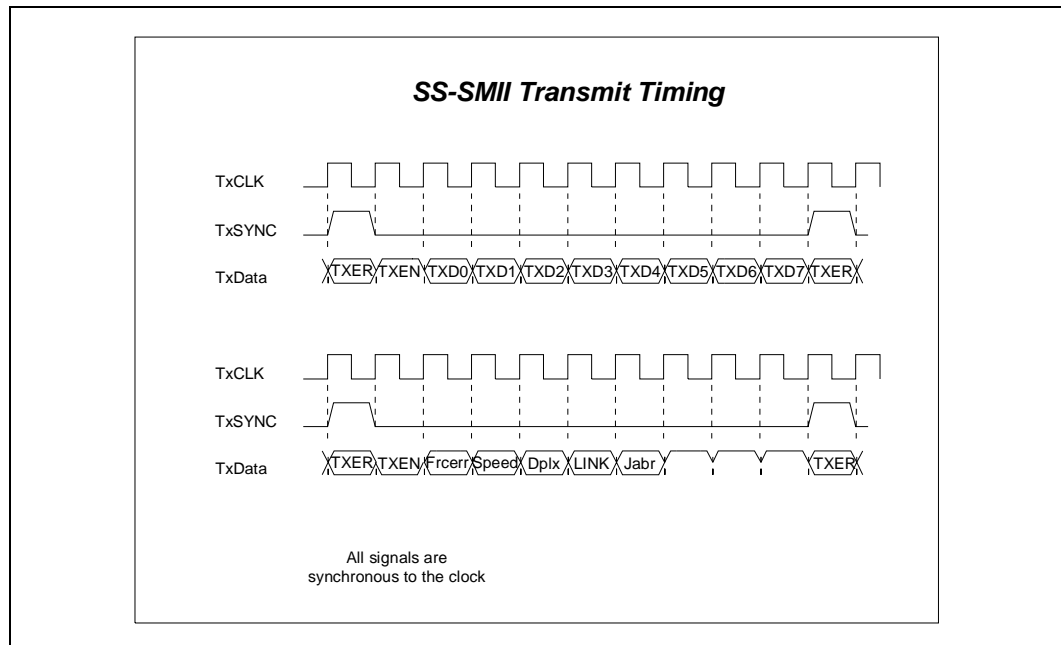 SS-SMII Transmit Timing
TxCLK
TxSYNC
TxData TXER TXEN TXD0 TXD1 TXD2 TXD3 TXD4 TXD5 TXD6 TXD7 TXER
TxCLK
TxSYNC
TxData TXER TXEN Frcerr Speed Dplx LINK Jabr TXER
All signals are
synchronous to the clock